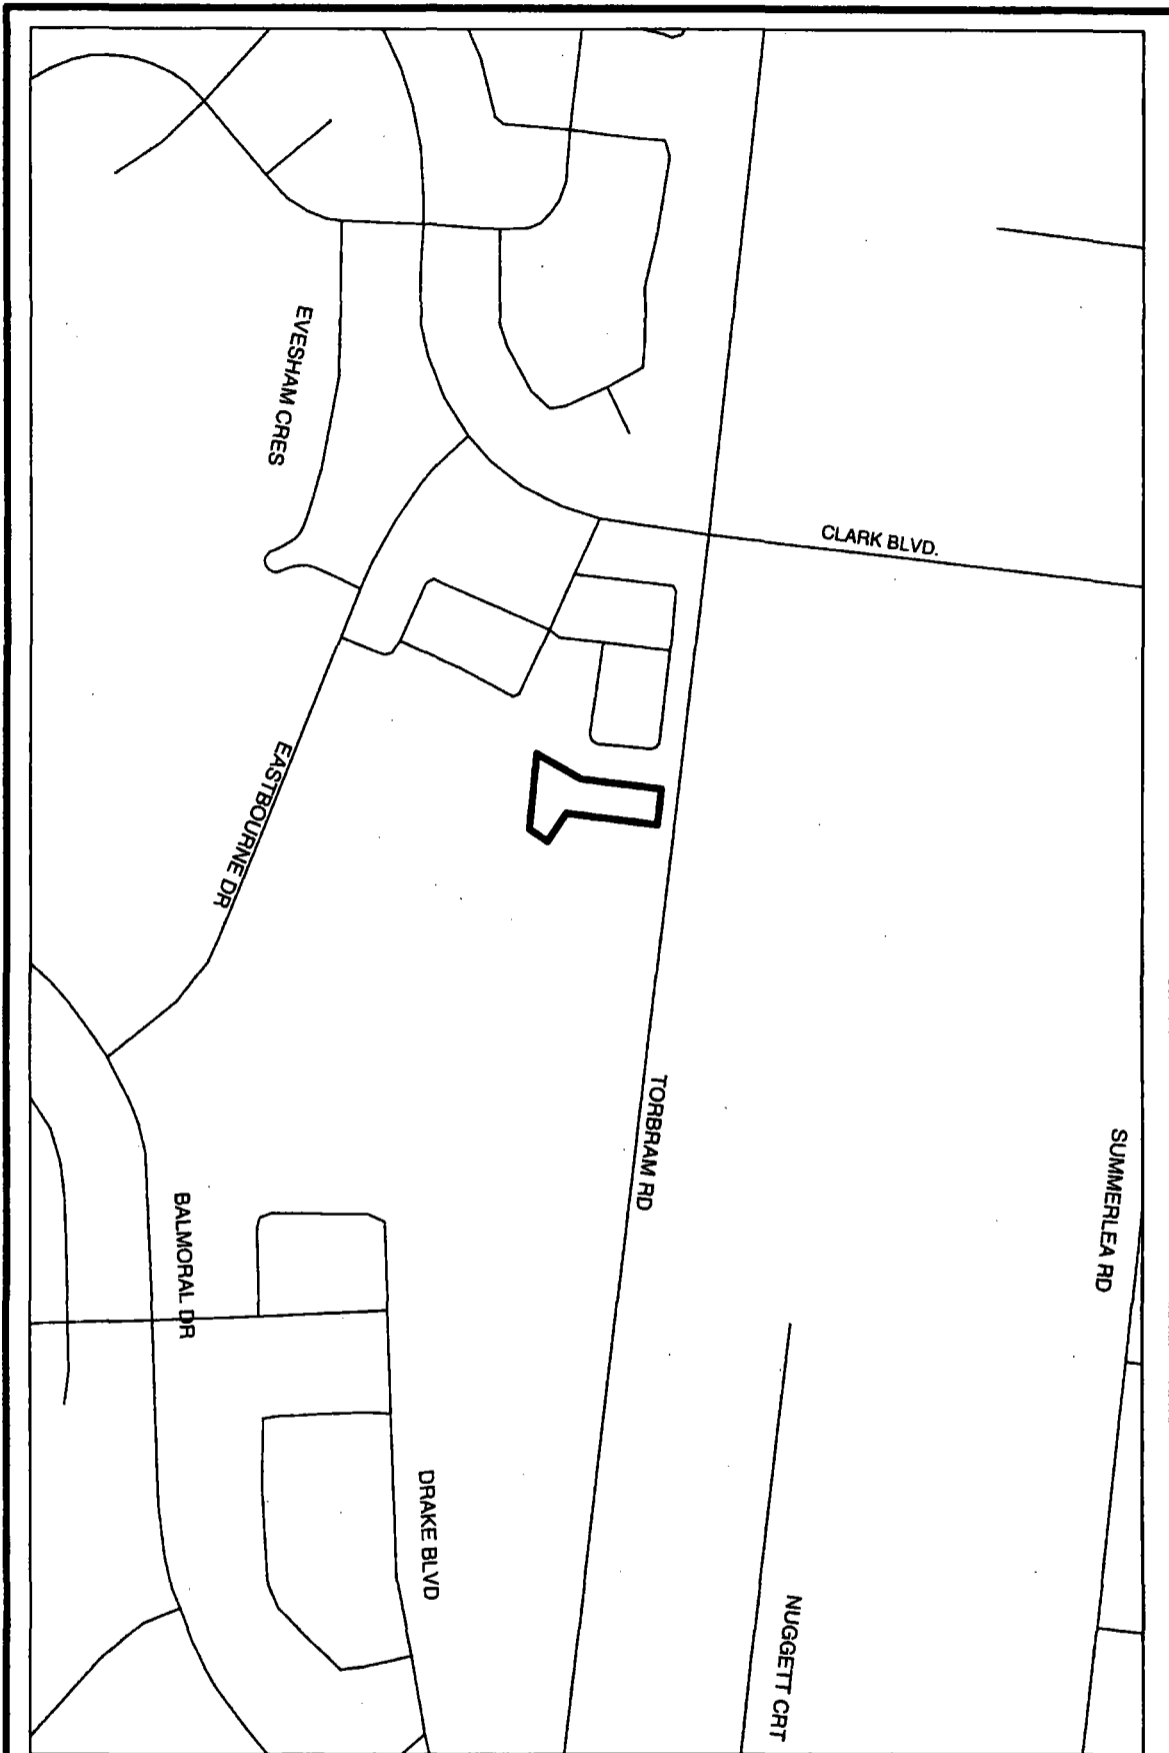 EVESHAM CRES
CLARK BLVD.
EASTBOURNE DR
TORBRAM RD
SUMMERLEA RD
BALMORAL DR
DRAKE BLVD
NUGGETT CRT